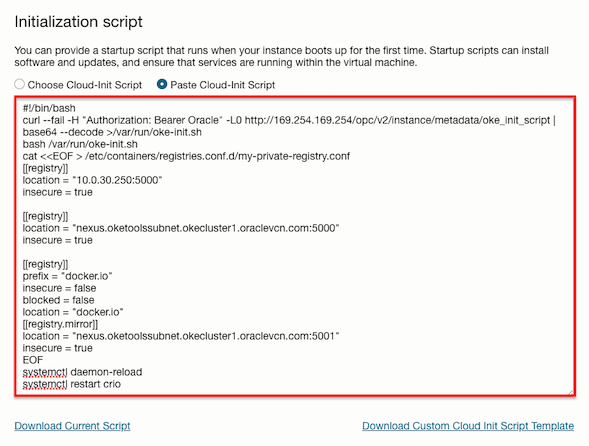 Initialization script
You can provide a startup script that runs when your instance boots up for the first time. Startup scripts can install
software and updates, and ensure that services are running within the virtual machine.
Choose Cloud-Init Script Paste Cloud-Init Script
#!/bin/bash
curl --fail -H "Authorization: Bearer Oracle" -L0 http://169.254.169.254/opc/v2/instance/metadata/oke_init_script |
base64 --decode >/var/run/oke-init.sh
bash /var/run/oke-init.sh
cat <<EOF > /etc/containers/registries.conf.d/my-private-registry.conf
[[registry]]
location = "10.0.30.250:5000"
insecure = true

[[registry]]
location = "nexus.oketoolssubnet.okecluster1.oraclevcn.com:5000"
insecure = true

[[registry]]
prefix = "docker.io"
insecure = false
blocked = false
location = "docker.io"
[[registry.mirror]]
location = "nexus.oketoolssubnet.okecluster1.oraclevcn.com:5001"
insecure = true
EOF
systemctl daemon-reload
systemctl restart crio
Download Current Script Download Custom Cloud Init Script Template